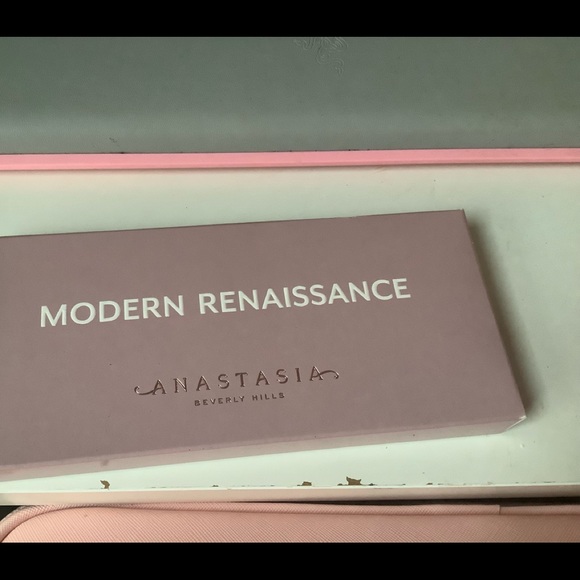 MODERN RENAISSANCE
ANASTASIA
BEVERLY HILLS